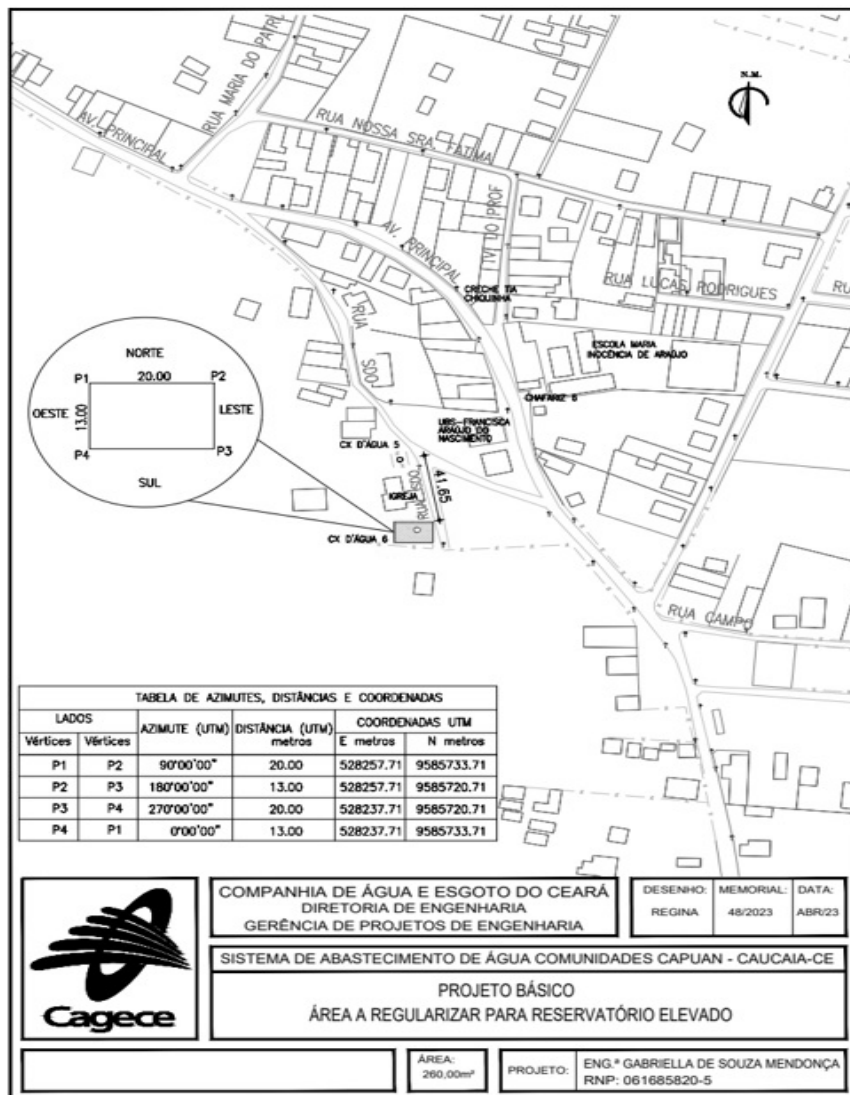 N.M.
RUA MARIA DO PATRI
AV. PRINCIPAL
RUA NOSSA SRA. FATIMA
AV. PRINCIPAL
TV DO PROF
RUA LUCAS RODRIGUES
RU
CRECHE TIA
CHIQUINHA
ESCOLA MARIA
INOCÊNCIA DE ARAÚJO
CHAFARIZ 5
UBS-FRANCISCA
ARAÚJO DO
NASCIMENTO
RUA
SDO
CX D'ÁGUA 5
IGREJA
RUA
SDO
41.65
CX D'ÁGUA 6
RUA CAMPO
NORTE
P1
20.00
P2
OESTE
13.00
LESTE
P4
P3
SUL
TABELA DE AZIMUTES, DISTÂNCIAS E COORDENADAS
LADOS AZIMUTE (UTM) DISTÂNCIA (UTM) metros COORDENADAS UTM
Vértices Vértices E metros N metros
P1 P2 90°00'00" 20.00 528257.71 9585733.71
P2 P3 180°00'00" 13.00 528257.71 9585720.71
P3 P4 270°00'00" 20.00 528237.71 9585720.71
P4 P1 0°00'00" 13.00 528237.71 9585733.71
Cagece
COMPANHIA DE ÁGUA E ESGOTO DO CEARÁ
DIRETORIA DE ENGENHARIA
GERÊNCIA DE PROJETOS DE ENGENHARIA
DESENHO:
REGINA
MEMORIAL:
48/2023
DATA:
ABR/23
SISTEMA DE ABASTECIMENTO DE ÁGUA COMUNIDADES CAPUAN - CAUCAIA-CE
PROJETO BÁSICO
ÁREA A REGULARIZAR PARA RESERVATÓRIO ELEVADO
ÁREA:
260,00m²
PROJETO:
ENG.ª GABRIELLA DE SOUZA MENDONÇA
RNP: 061685820-5